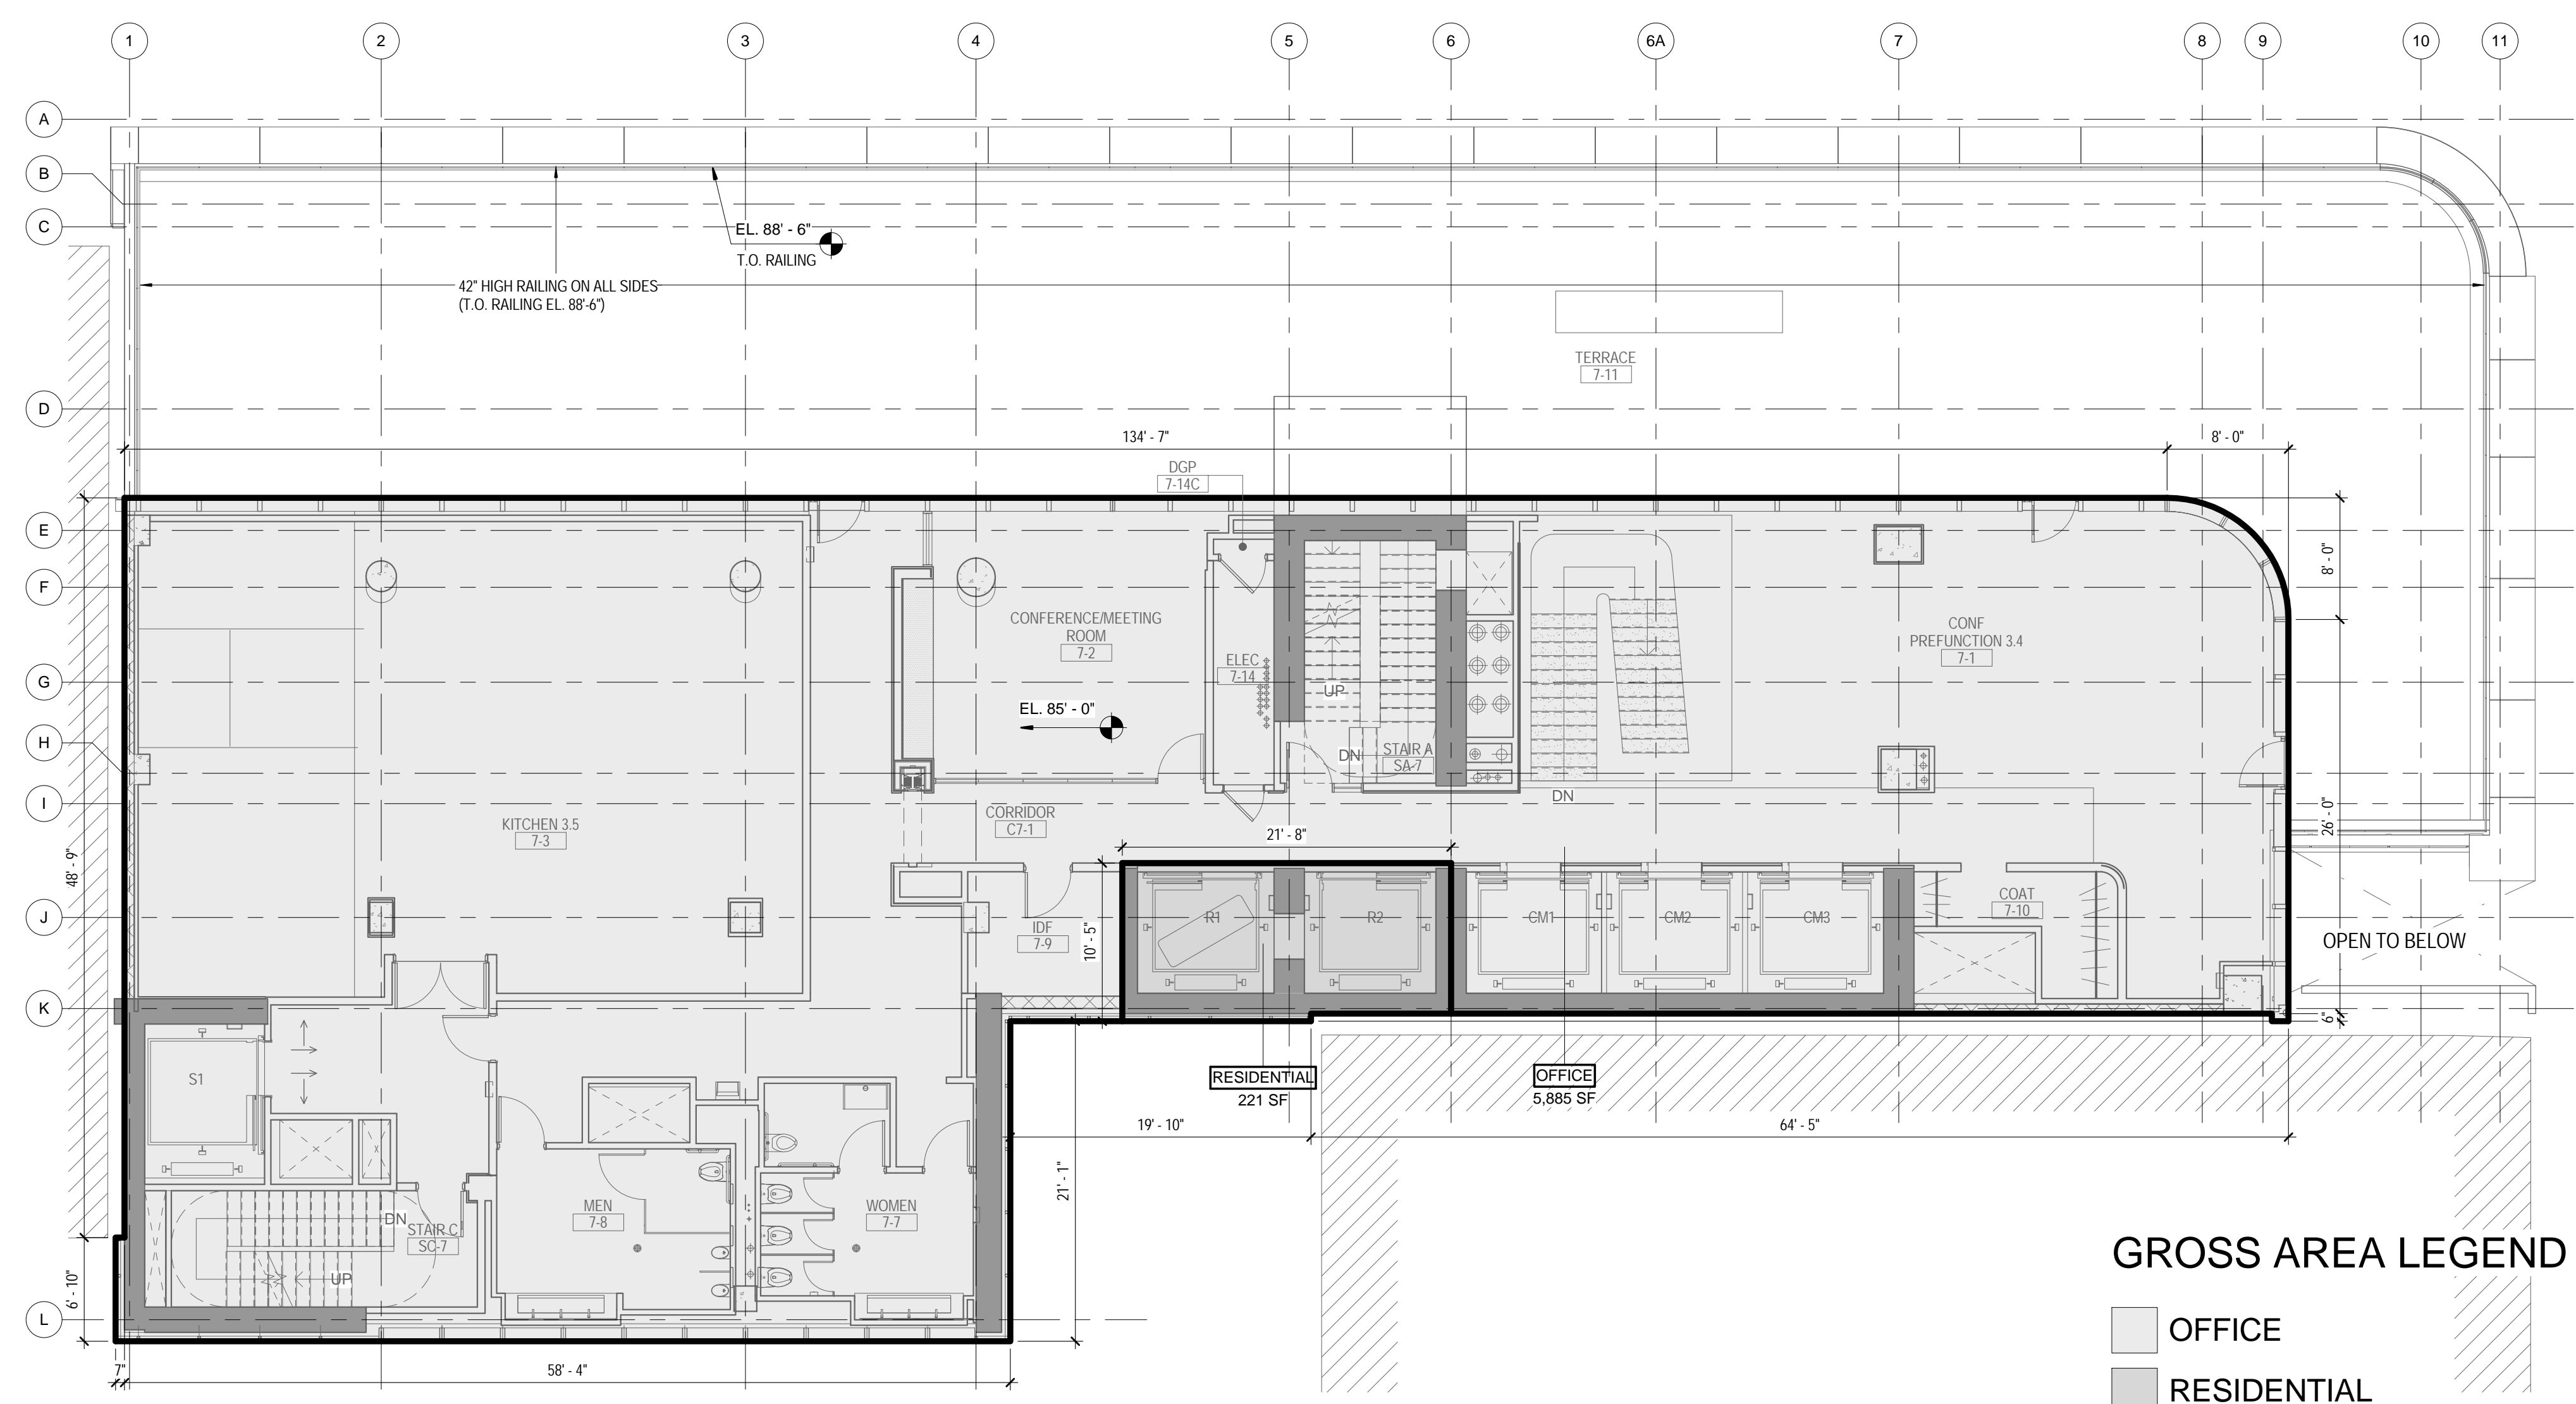 1 2 3 4 5 6 6A 7 8 9 10 11
A
B
C
EL. 88' - 6"
T.O. RAILING
42" HIGH RAILING ON ALL SIDES
(T.O. RAILING EL. 88'-6")
TERRACE
7-11
D
134' - 7"
8' - 0"
DGP
7-14C
E
8' - 0"
F
CONFERENCE/MEETING
ROOM
7-2
CONF
PREFUNCTION 3.4
7-1
ELEC
7-14
G
UP
EL. 85' - 0"
H
DN
STAIR A
SA-7
I
DN
CORRIDOR
C7-1
KITCHEN 3.5
7-3
21' - 8"
26' - 0"
48' - 9"
J
R1
R2
CM1
CM2
CM3
COAT
7-10
IDF
7-9
10' - 5"
OPEN TO BELOW
K
6"
S1
RESIDENTIAL
221 SF
OFFICE
5,885 SF
19' - 10"
64' - 5"
21' - 1"
MEN
7-8
WOMEN
7-7
DN
STAIR C
SC-7
UP
6' - 10"
L
7"
58' - 4"
GROSS AREA LEGEND
OFFICE
RESIDENTIAL